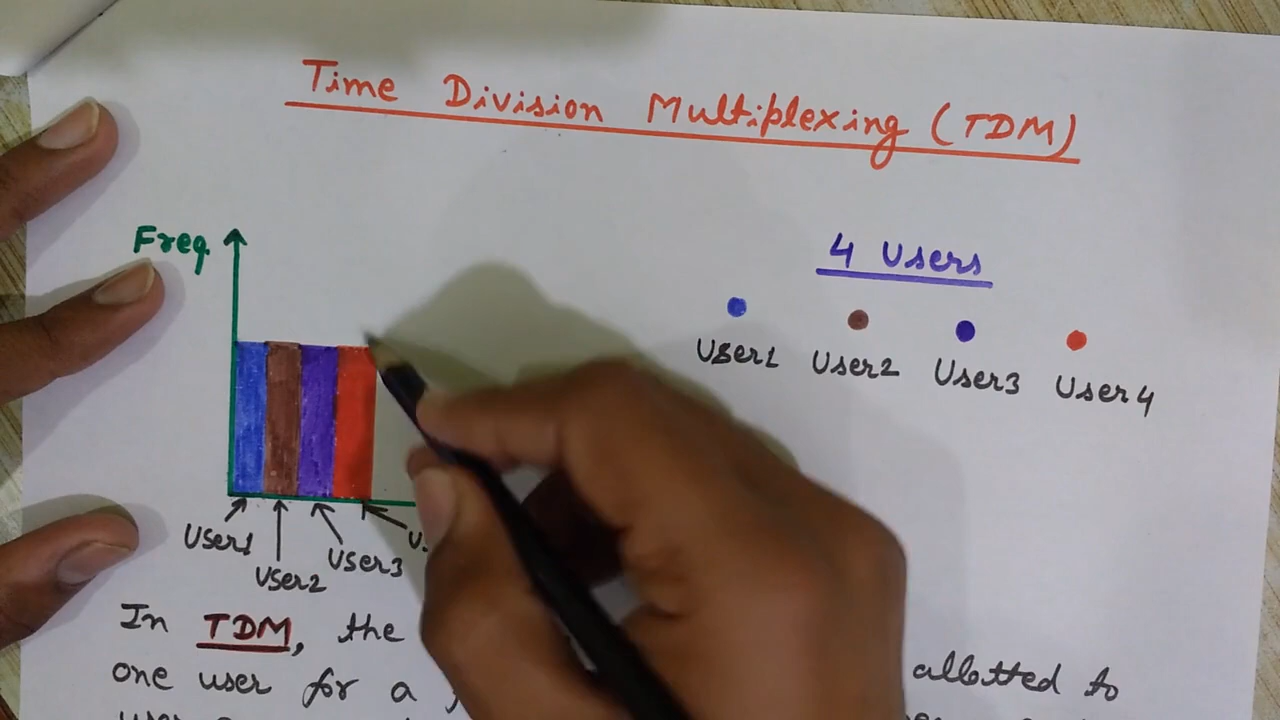 Time Division Multiplexing (TDM)
Freq
4 Users
User1 User2 User3 User4
User1
User2
User3
In TDM, the allotted to
one user for a